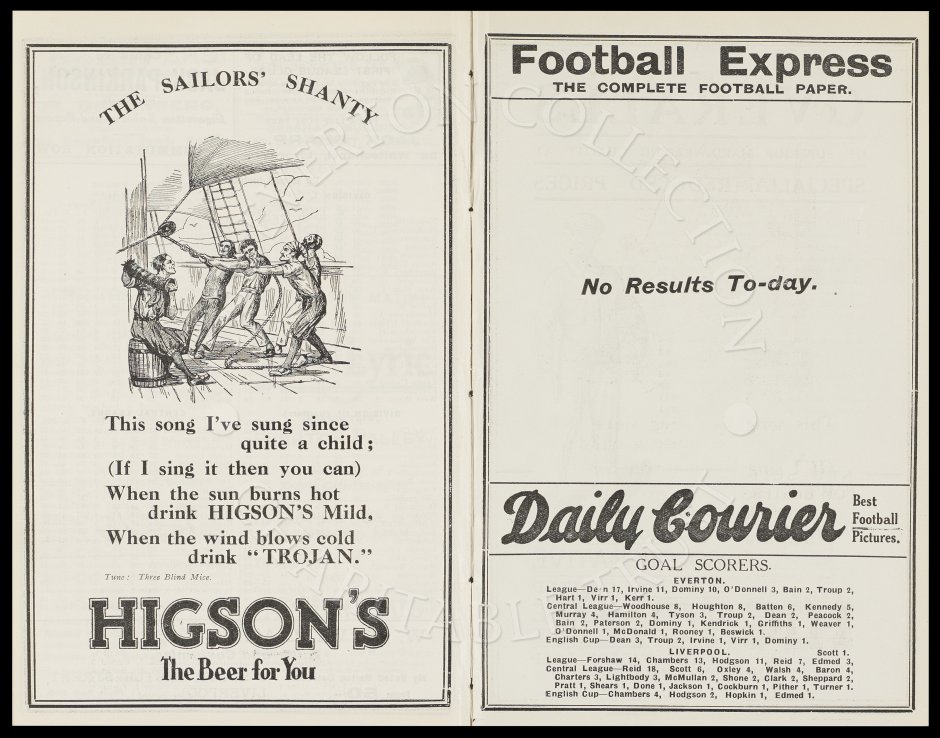 THE SAILORS' SHANTY
This song I've sung since
quite a child;
(If I sing it then you can)
When the sun burns hot
drink HIGSON'S Mild,
When the wind blows cold
drink "TROJAN."
Tune: Three Blind Mice.
HIGSON'S
The Beer for You
Football Express
THE COMPLETE FOOTBALL PAPER.
No Results To-day.
Daily Courier
Best
Football
Pictures.
GOAL SCORERS.
EVERTON.
League—Dean 17, Irvine 11, Dominy 10, O'Donnell 3, Bain 2, Troup 2,
Hart 1, Virr 1, Kerr 1.
Central League—Woodhouse 8, Houghton 8, Batten 6, Kennedy 5,
Murray 4, Hamilton 4, Tyson 3, Troup 2, Dean 2, Peacock 2,
Bain 2, Paterson 2, Dominy 1, Kendrick 1, Griffiths 1, Weaver 1,
O'Donnell 1, McDonald 1, Rooney 1, Beswick 1.
English Cup—Dean 3, Troup 2, Irvine 1, Virr 1, Dominy 1.
LIVERPOOL. Scott 1.
League—Forshaw 14, Chambers 13, Hodgson 11, Reid 7, Edmed 3,
Central League—Reid 18, Scott 6, Oxley 4, Walsh 4, Baron 4,
Charters 3, Lightbody 3, McMullan 2, Shone 2, Clark 2, Sheppard 2,
Pratt 1, Shears 1, Done 1, Jackson 1, Cockburn 1, Pither 1, Turner 1.
English Cup—Chambers 4, Hodgson 2, Hopkin 1, Edmed 1.
EVERTON COLLECTION
CHARITABLE TRUST